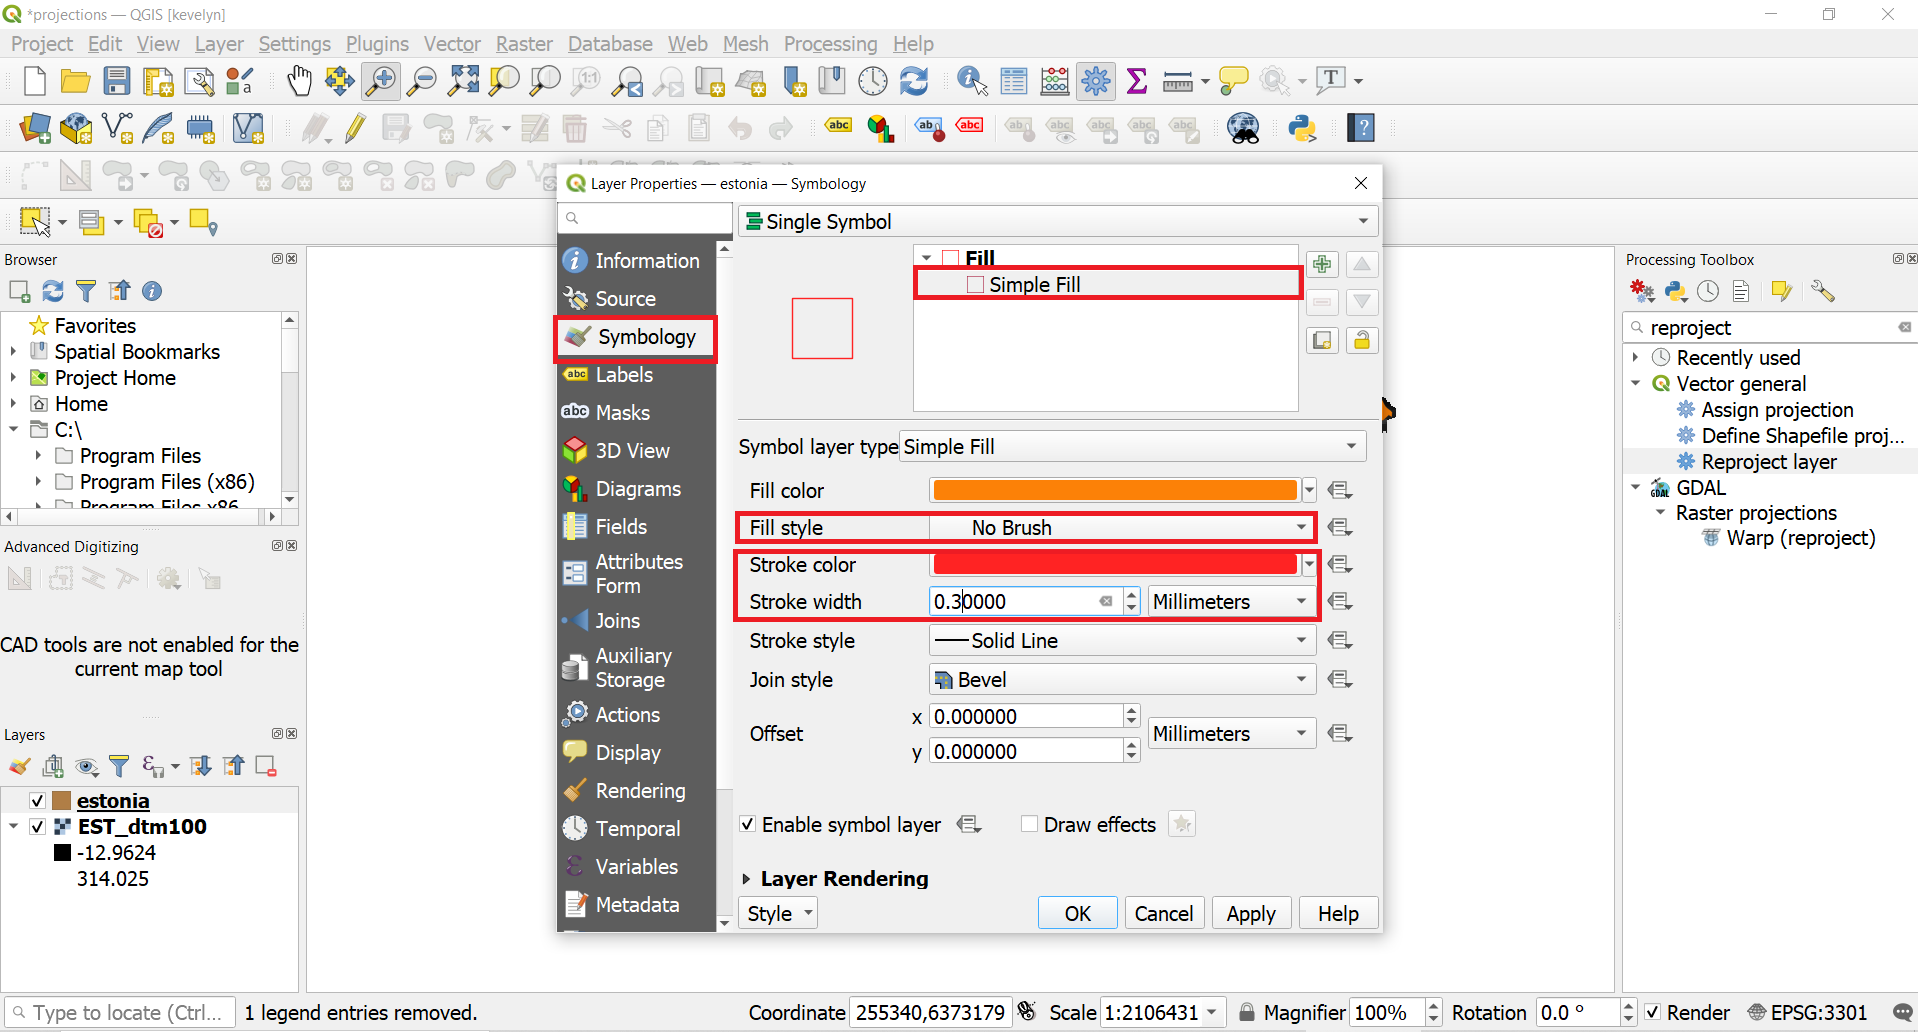 *projections — QGIS [kevelyn]
Project Edit View Layer Settings Plugins Vector Raster Database Web Mesh Processing Help
Layer Properties — estonia — Symbology
Single Symbol
Information
Source
Symbology
Labels
Masks
3D View
Diagrams
Fields
Attributes
Form
Joins
Auxiliary
Storage
Actions
Display
Rendering
Temporal
Variables
Metadata
Fill
Simple Fill
Symbol layer type Simple Fill
Fill color
Fill style No Brush
Stroke color
Stroke width 0.30000 Millimeters
Stroke style Solid Line
Join style Bevel
Offset x 0.000000 Millimeters
y 0.000000
Enable symbol layer Draw effects
Layer Rendering
Style OK Cancel Apply Help
Browser
Favorites
Spatial Bookmarks
Project Home
Home
C:\
Program Files
Program Files (x86)
Program Files x86
Advanced Digitizing
CAD tools are not enabled for the
current map tool
Layers
estonia
EST_dtm100
-12.9624
314.025
Processing Toolbox
reproject
Recently used
Vector general
Assign projection
Define Shapefile proj...
Reproject layer
GDAL
Raster projections
Warp (reproject)
Type to locate (Ctrl... 1 legend entries removed. Coordinate 255340,6373179 Scale 1:2106431 Magnifier 100% Rotation 0.0 ° Render EPSG:3301